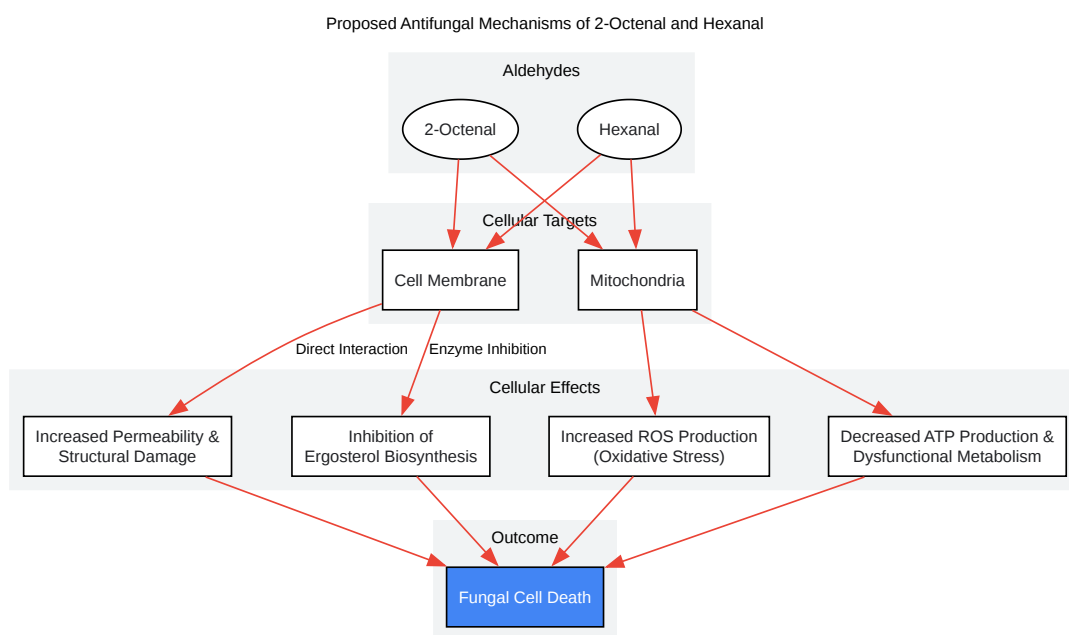 Proposed Antifungal Mechanisms of 2-Octenal and Hexanal
Aldehydes
2-Octenal
Hexanal
Cellular Targets
Cell Membrane
Mitochondria
Direct Interaction
Enzyme Inhibition
Cellular Effects
Increased Permeability &
Structural Damage
Inhibition of
Ergosterol Biosynthesis
Increased ROS Production
(Oxidative Stress)
Decreased ATP Production &
Dysfunctional Metabolism
Outcome
Fungal Cell Death